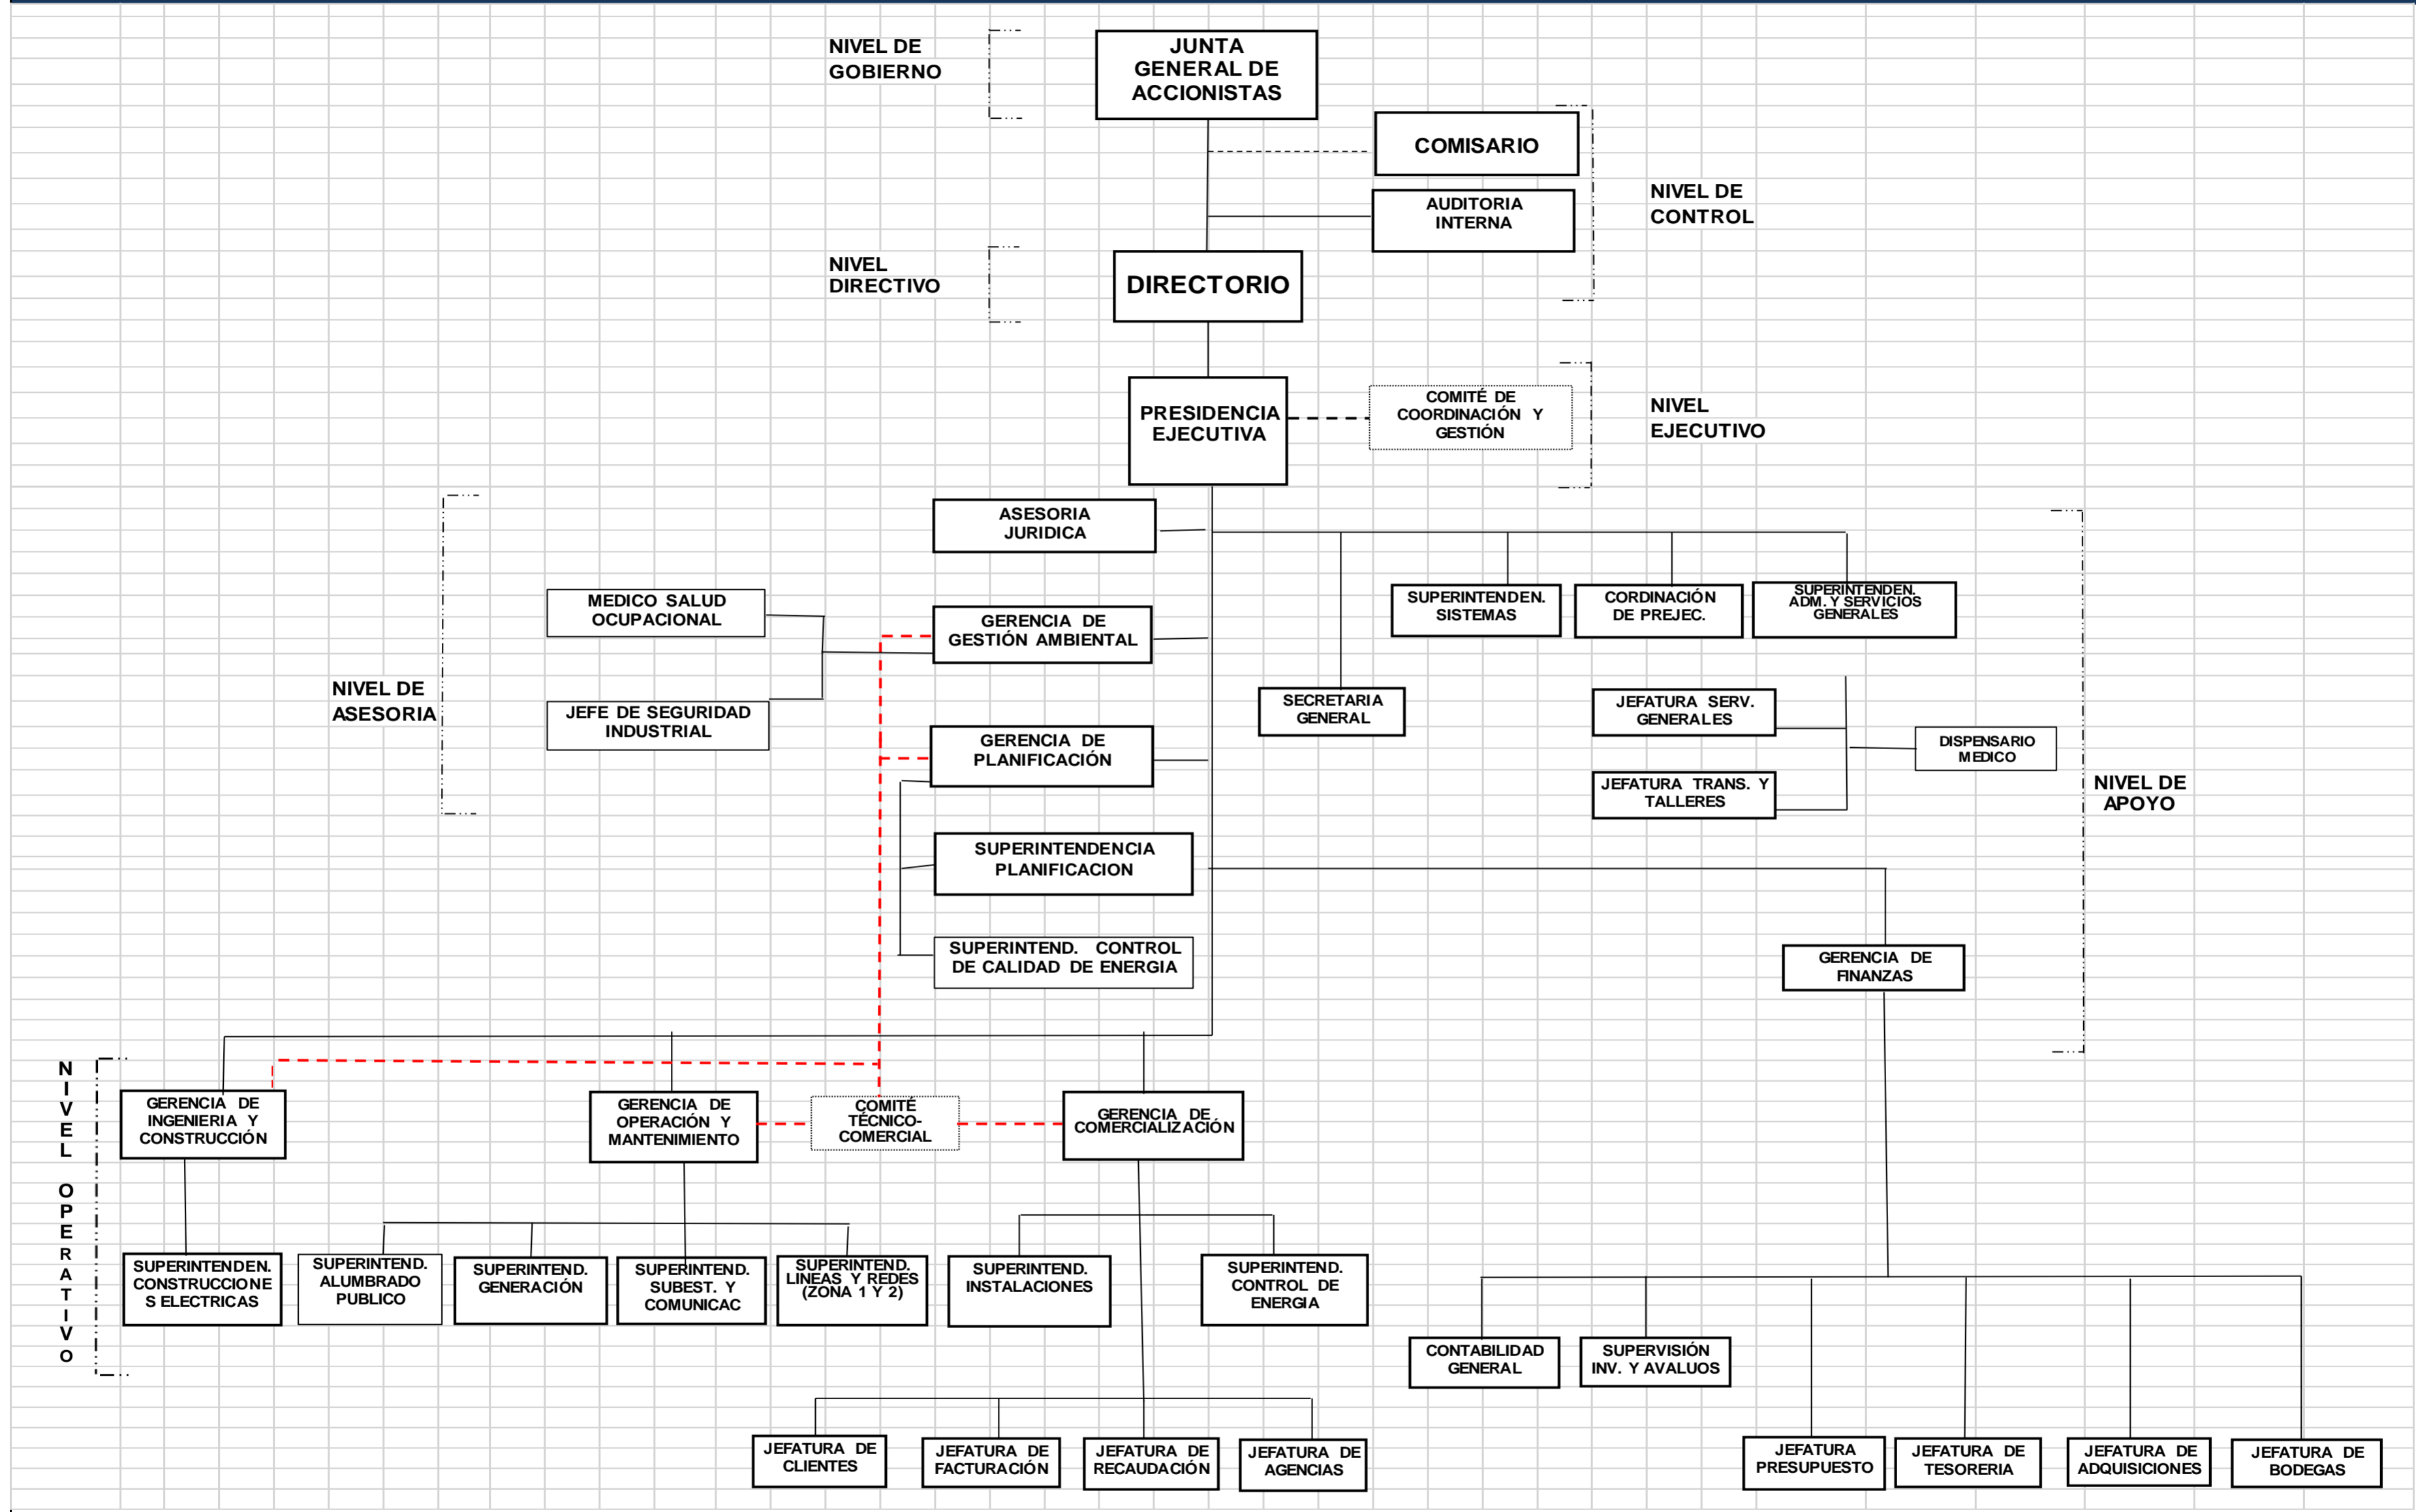 NIVEL DE
GOBIERNO
JUNTA
GENERAL DE
ACCIONISTAS
COMISARIO
NIVEL DE
CONTROL
AUDITORIA
INTERNA
NIVEL
DIRECTIVO
DIRECTORIO
PRESIDENCIA
EJECUTIVA
COMITÉ DE
COORDINACIÓN Y
GESTIÓN
NIVEL
EJECUTIVO
ASESORIA
JURIDICA
MEDICO SALUD
OCUPACIONAL
GERENCIA DE
GESTIÓN AMBIENTAL
SUPERINTENDEN.
SISTEMAS
CORDINACIÓN
DE PREJEC.
SUPERINTENDEN.
ADM. Y SERVICIOS
GENERALES
NIVEL DE
ASESORIA
JEFE DE SEGURIDAD
INDUSTRIAL
SECRETARIA
GENERAL
JEFATURA SERV.
GENERALES
GERENCIA DE
PLANIFICACIÓN
DISPENSARIO
MEDICO
JEFATURA TRANS. Y
TALLERES
NIVEL DE
APOYO
SUPERINTENDENCIA
PLANIFICACION
SUPERINTEND. CONTROL
DE CALIDAD DE ENERGIA
GERENCIA DE
FINANZAS
N
I
V
E
L
O
P
E
R
A
T
I
V
O
GERENCIA DE
INGENIERIA Y
CONSTRUCCIÓN
GERENCIA DE
OPERACIÓN Y
MANTENIMIENTO
COMITÉ
TÉCNICO-
COMERCIAL
GERENCIA DE
COMERCIALIZACIÓN
SUPERINTENDEN.
CONSTRUCCIONE
S ELECTRICAS
SUPERINTEND.
ALUMBRADO
PUBLICO
SUPERINTEND.
GENERACIÓN
SUPERINTEND.
SUBEST. Y
COMUNICAC
SUPERINTEND.
LINEAS Y REDES
(ZONA 1 Y 2)
SUPERINTEND.
INSTALACIONES
SUPERINTEND.
CONTROL DE
ENERGIA
CONTABILIDAD
GENERAL
SUPERVISIÓN
INV. Y AVALUOS
JEFATURA DE
CLIENTES
JEFATURA DE
FACTURACIÓN
JEFATURA DE
RECAUDACIÓN
JEFATURA DE
AGENCIAS
JEFATURA
PRESUPUESTO
JEFATURA DE
TESORERIA
JEFATURA DE
ADQUISICIONES
JEFATURA DE
BODEGAS